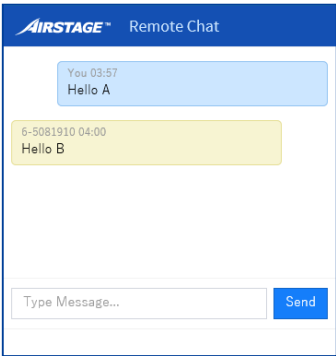 AIRSTAGE™ Remote Chat
You 03:57
Hello A
6-5081910 04:00
Hello B
Type Message...
Send